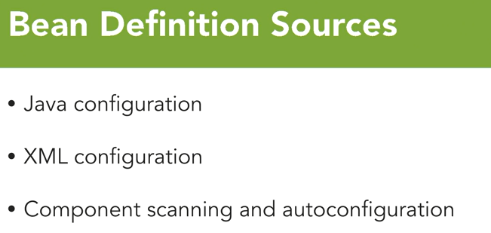 Bean Definition Sources
• Java configuration
• XML configuration
• Component scanning and autoconfiguration